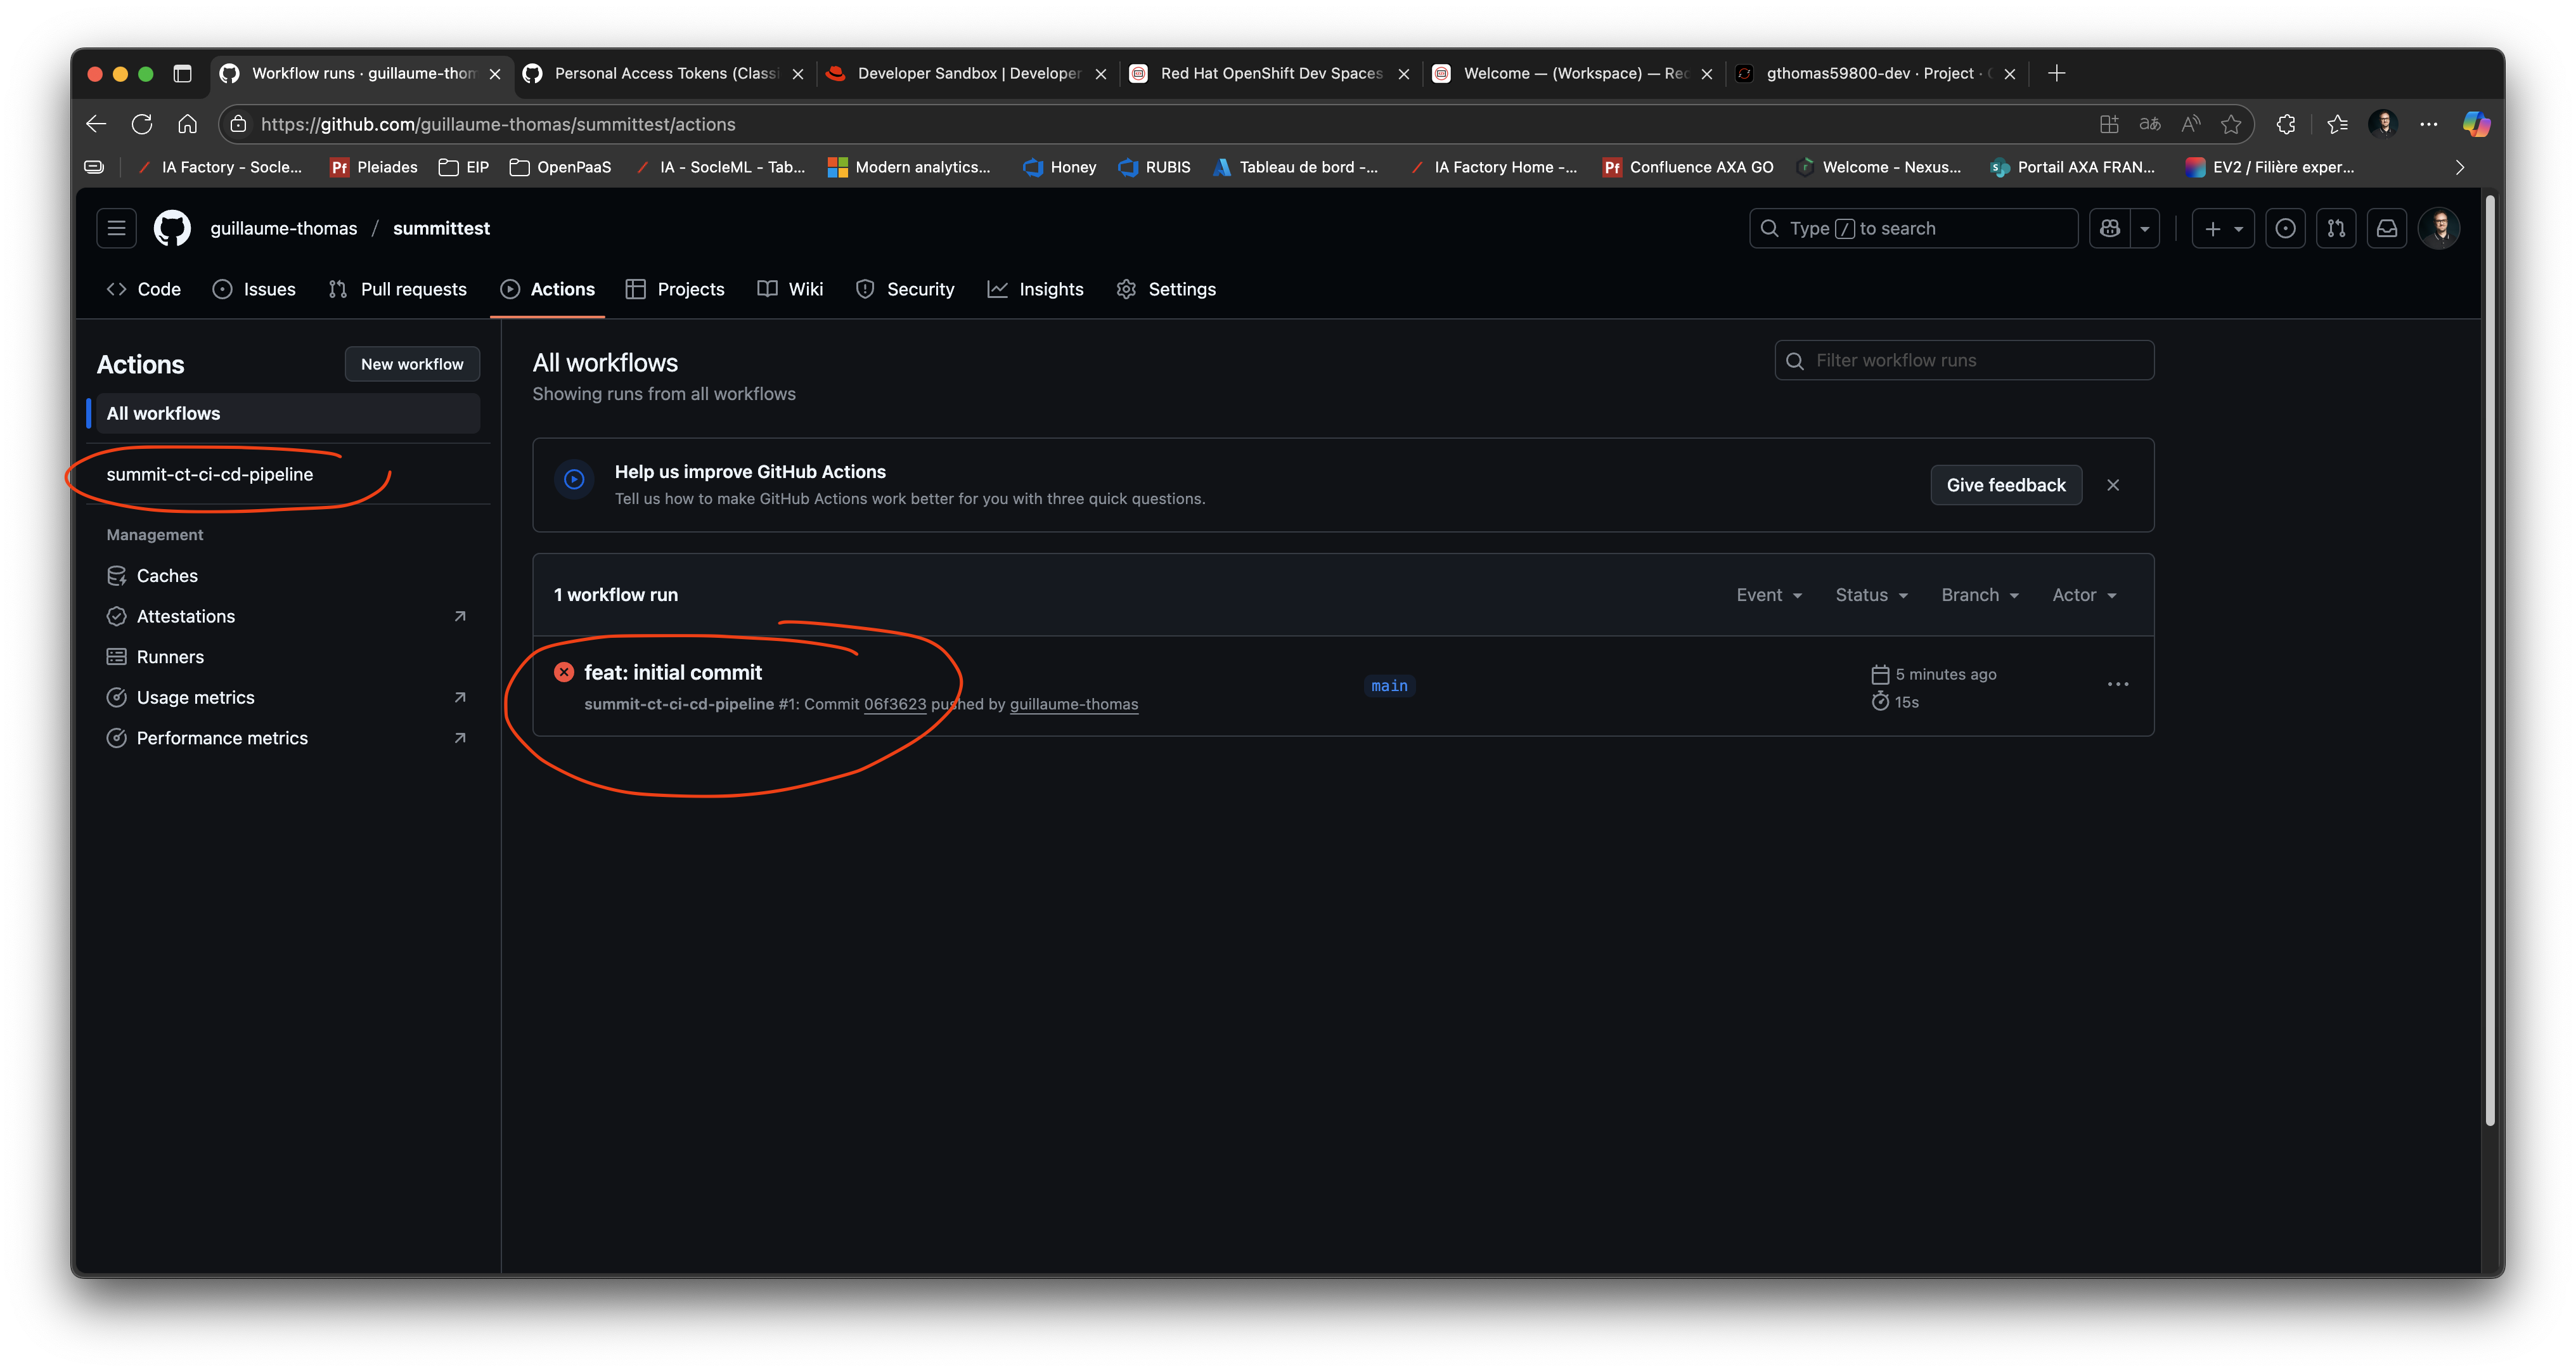 Workflow runs · guillaume-thom
Personal Access Tokens (Classi
Developer Sandbox | Developer
Red Hat OpenShift Dev Spaces
Welcome — (Workspace) — Red
gthomas59800-dev · Project ·
https://github.com/guillaume-thomas/summittest/actions
IA Factory - Socle...
Pf Pleiades
EIP
OpenPaaS
IA - SocleML - Tab...
Modern analytics...
Honey
RUBIS
Tableau de bord -...
IA Factory Home -...
Pf Confluence AXA GO
Welcome - Nexus...
Portail AXA FRAN...
EV2 / Filière exper...
guillaume-thomas / summittest
Type / to search
Code
Issues
Pull requests
Actions
Projects
Wiki
Security
Insights
Settings
Actions
New workflow
All workflows
summit-ct-ci-cd-pipeline
Management
Caches
Attestations
Runners
Usage metrics
Performance metrics
All workflows
Showing runs from all workflows
Filter workflow runs
Help us improve GitHub Actions
Tell us how to make GitHub Actions work better for you with three quick questions.
Give feedback
1 workflow run
Event
Status
Branch
Actor
feat: initial commit
summit-ct-ci-cd-pipeline #1: Commit 06f3623 pushed by guillaume-thomas
main
5 minutes ago
15s